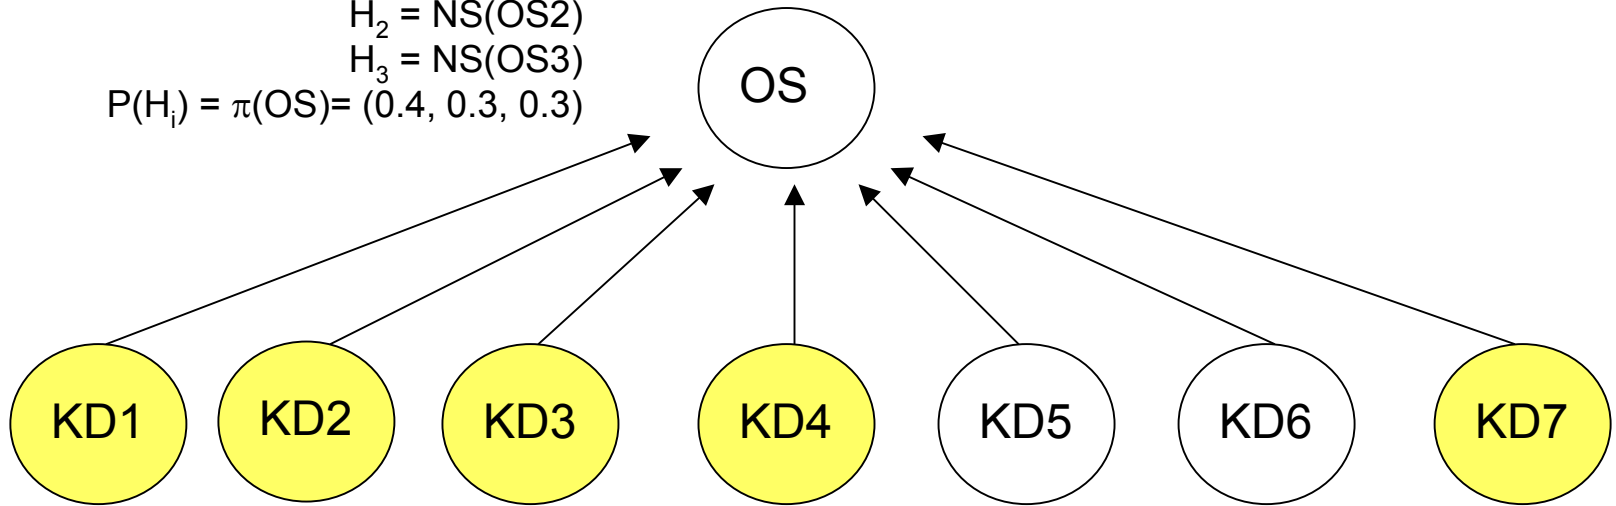 H₂ = NS(OS2)
H₃ = NS(OS3)
P(Hᵢ) = π(OS)= (0.4, 0.3, 0.3)
OS
KD1 KD2 KD3 KD4 KD5 KD6 KD7